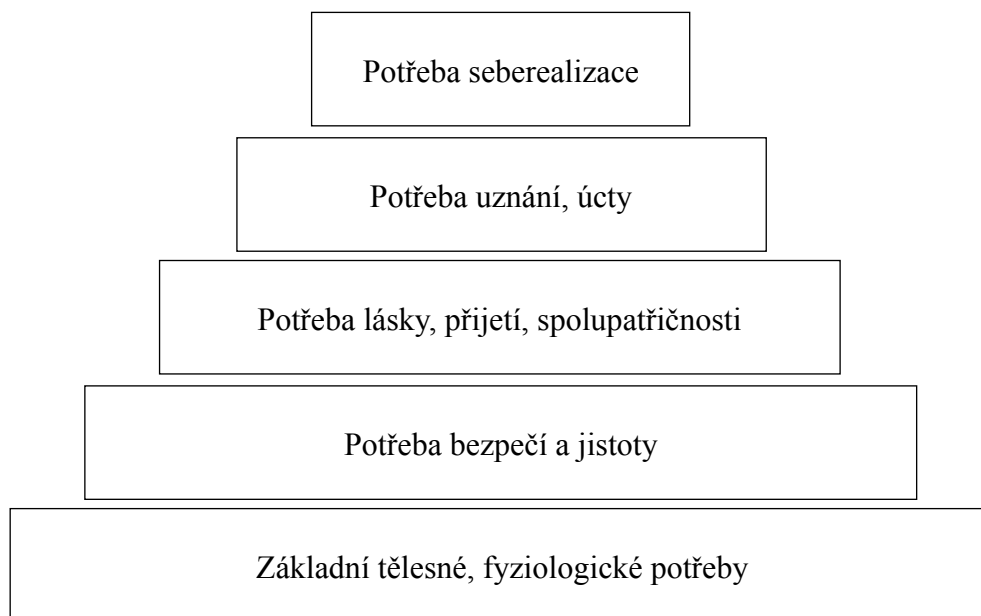 Potřeba seberealizace
Potřeba uznání, úcty
Potřeba lásky, přijetí, spolupatřičnosti
Potřeba bezpečí a jistoty
Základní tělesné, fyziologické potřeby